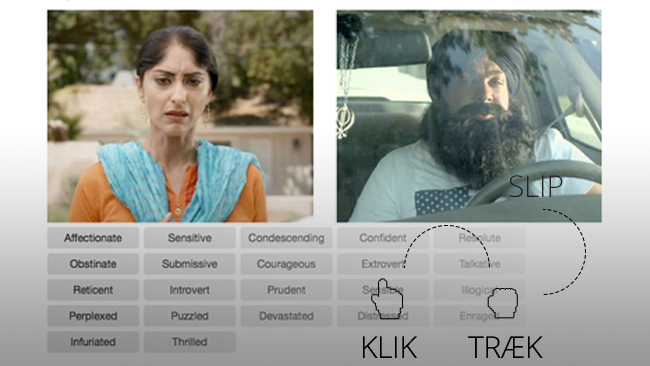 SLIP
Affectionate Sensitive Condescending Confident Resolute
Obstinate Submissive Courageous Extrovert Talkative
Reticent Introvert Prudent Sensible Illogical
Perplexed Puzzled Devastated Distressed Enraged
Infuriated Thrilled
KLIK TRÆK